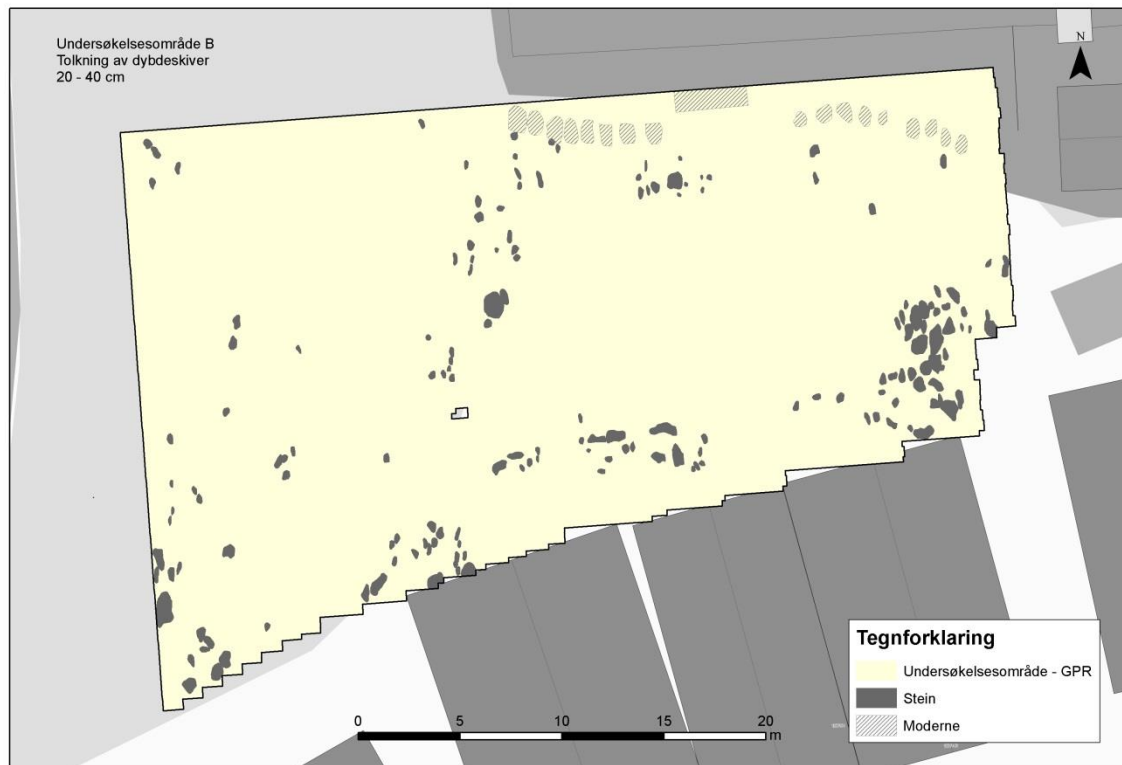 Undersøkelsesområde B
Tolkning av dybdeskiver
20 - 40 cm
N
Tegnforklaring
Undersøkelsesområde - GPR
Stein
Moderne
0 5 10 15 20
m